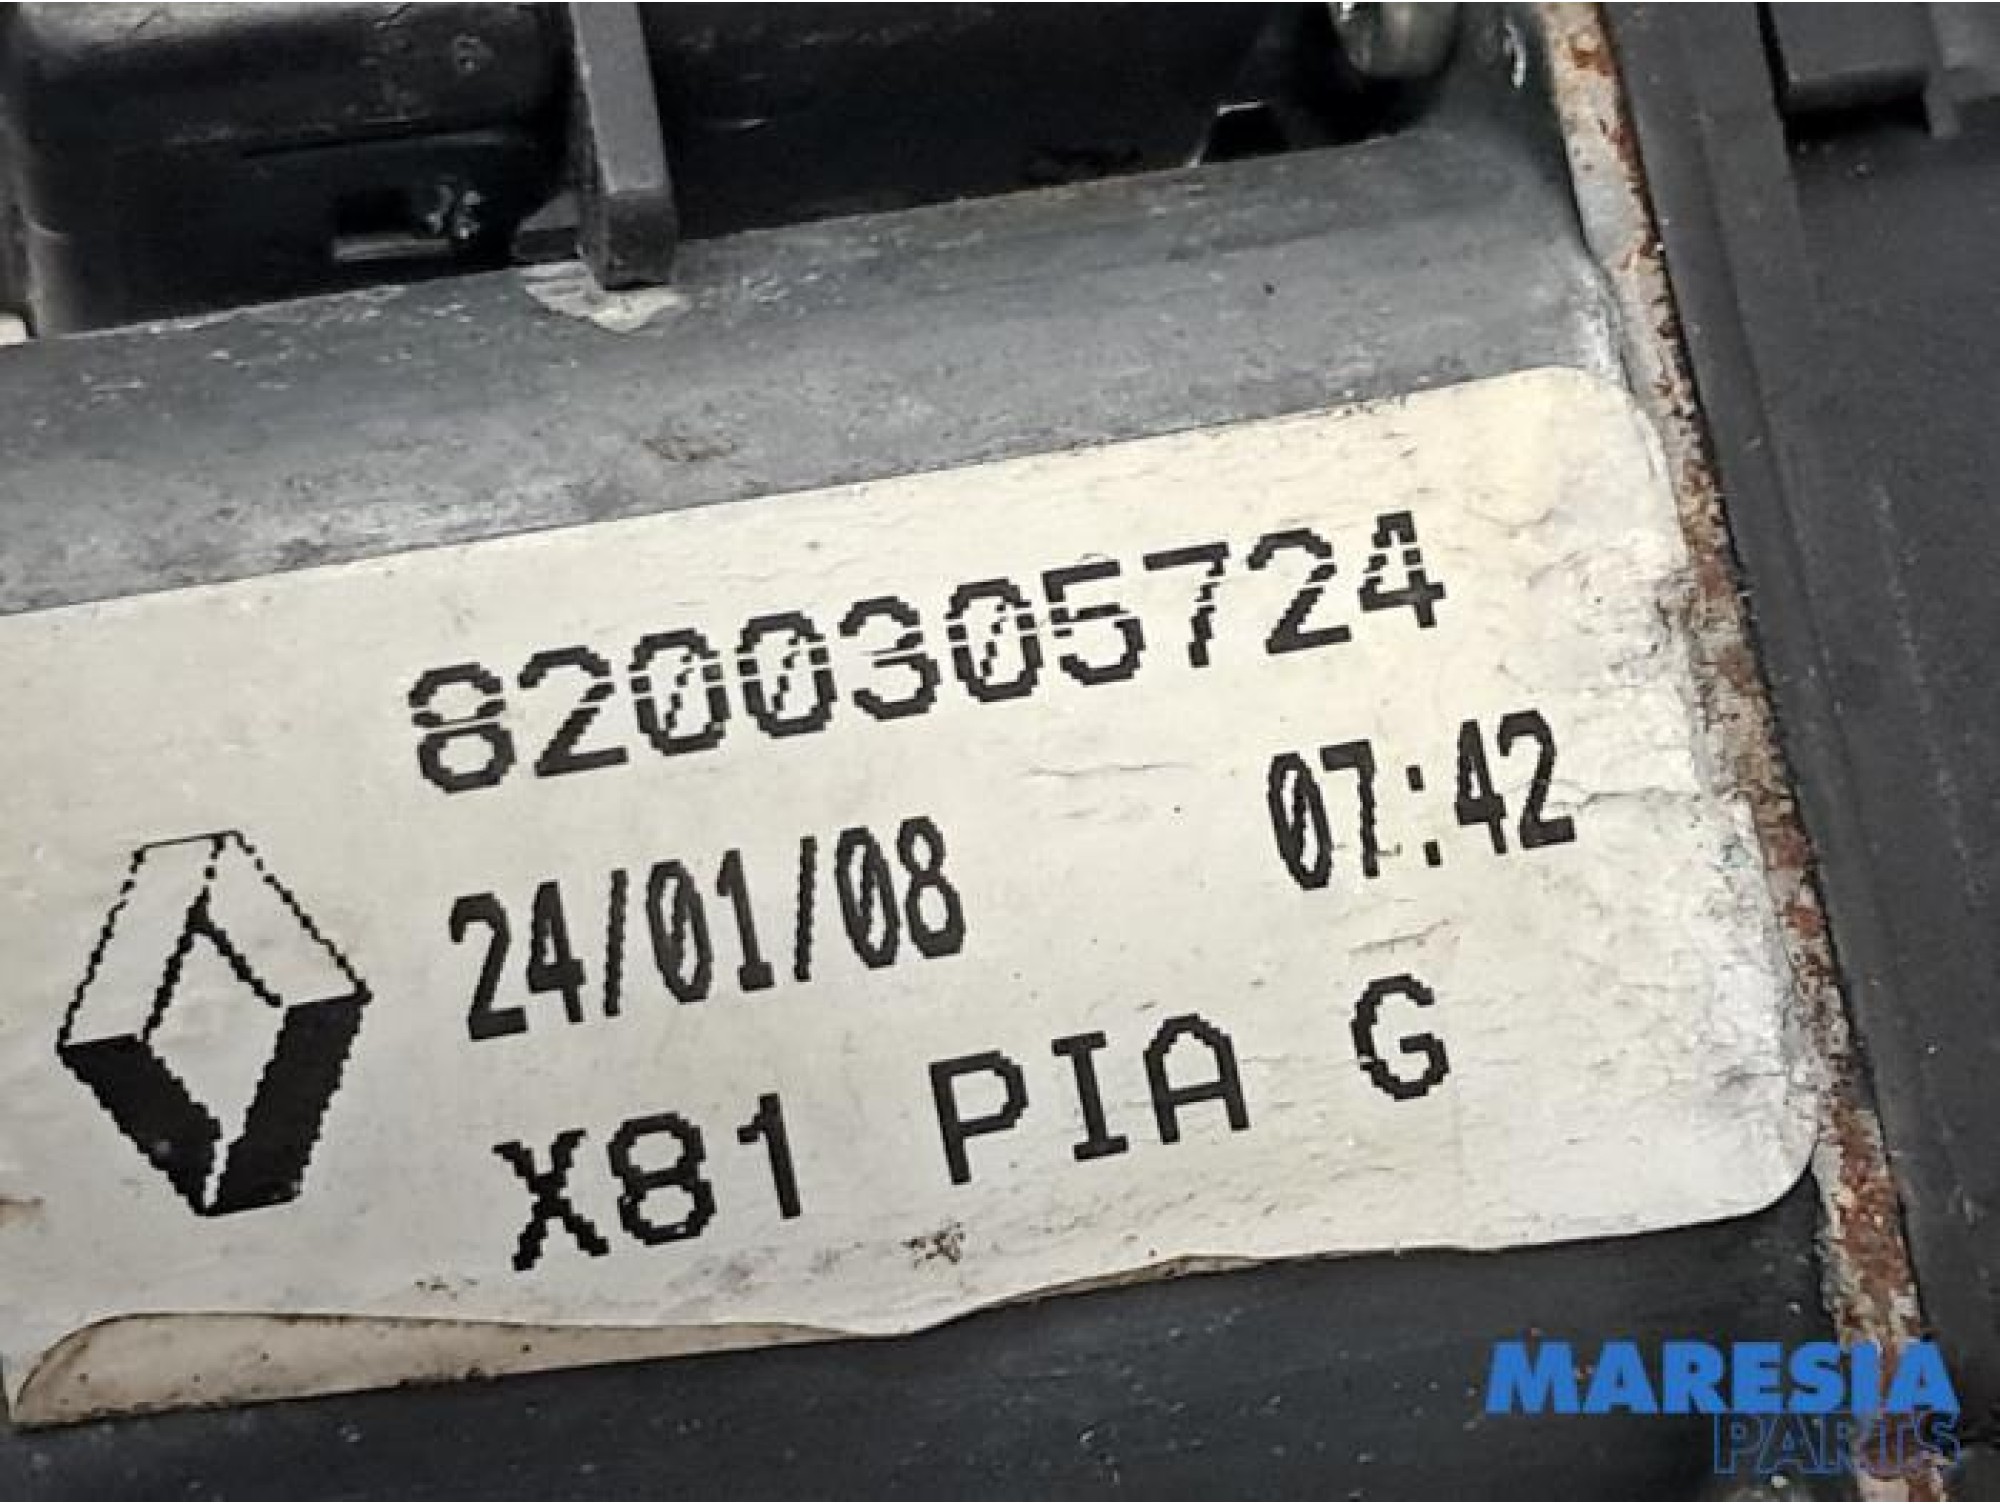 8200305724
24/01/08 07:42
X81 PIA G
MARESIA
PARTS